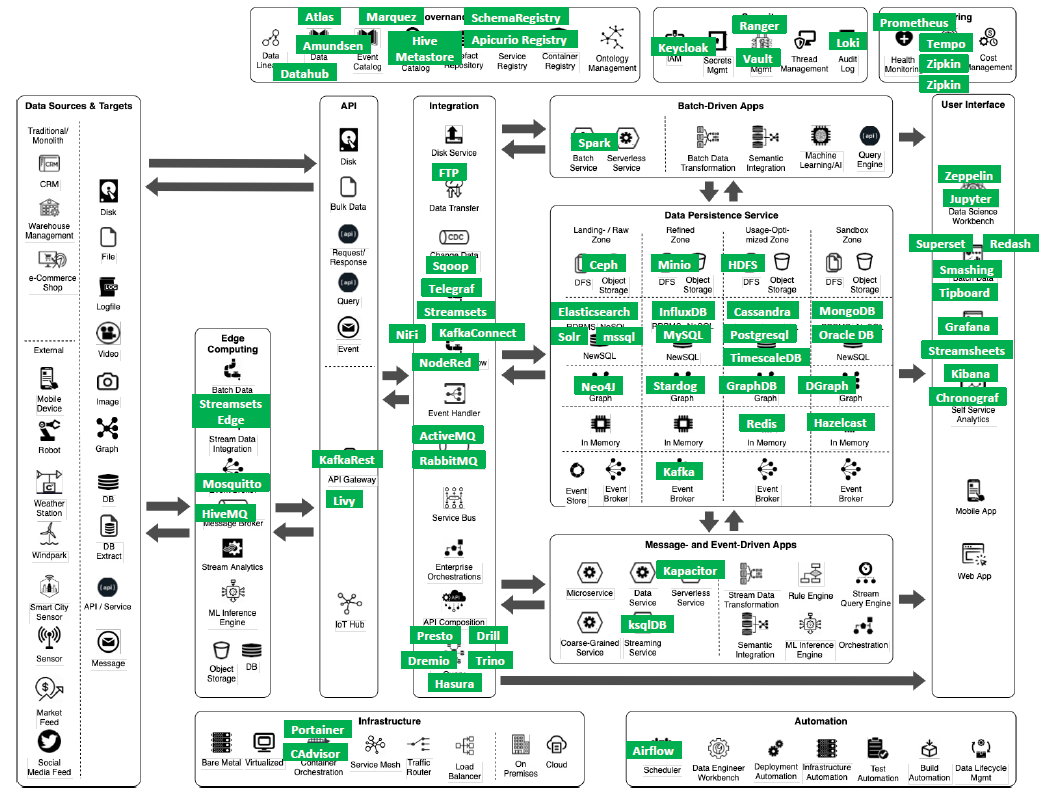 Atlas
Marquez
overnance
SchemaRegistry
Amundsen
Hive
Metastore
Apicurio Registry
Datahub
Data
Data
Event
Catalog
Catalog
Repository
Service
Registry
Container
Registry
Ontology
Management
Ranger
Keycloak
Vault
Loki
IAM
Secrets
Mgmt
Mgmt
Thread
Management
Audit
Log
Prometheus
ring
Tempo
Zipkin
Zipkin
Health
Monitoring
Cost
Management
Data Sources & Targets
Traditional/
Monolith
CRM
CRM
Warehouse
Management
e-Commerce
Shop
External
Mobile
Device
Robot
Weather
Station
Windpark
Smart City
Sensor
Sensor
Market
Feed
Social
Media Feed
Disk
File
LOG
Logfile
Video
Image
Graph
DB
DB
Extract
(api)
API / Service
Message
Edge
Computing
Batch Data
Streamsets
Edge
Stream Data
Integration
Mosquitto
Event Broker
HiveMQ
Message Broker
Stream Analytics
ML Inference
Engine
Object
Storage
DB
API
Disk
Bulk Data
(api)
Request/
Response
(api)
Query
Event
KafkaRest
API Gateway
Livy
IoT Hub
Integration
Disk Service
FTP
Data Transfer
CDC
Change Data
Sqoop
Telegraf
Streamsets
NiFi
KafkaConnect
NodeRed
Event Handler
ActiveMQ
RabbitMQ
Service Bus
Enterprise
Orchestrations
API
API Composition
Presto
Drill
Dremio
Trino
Hasura
Batch-Driven Apps
Spark
Batch
Service
Serverless
Service
Batch Data
Transformation
Semantic
Integration
Machine
Learning/AI
(api)
Query
Engine
Data Persistence Service
Landing- / Raw
Zone
Refined
Zone
Usage-Opti-
mized Zone
Sandbox
Zone
Ceph
Minio
HDFS
DFS
Object
Storage
DFS
Object
Storage
DFS
Object
Storage
DFS
Object
Storage
Elasticsearch
InfluxDB
Cassandra
MongoDB
Solr
mssql
MySQL
Postgresql
Oracle DB
NewSQL
NewSQL
TimescaleDB
NewSQL
Neo4J
Stardog
GraphDB
DGraph
Graph
Graph
Graph
Graph
Redis
Hazelcast
In Memory
In Memory
In Memory
In Memory
Kafka
Event
Store
Event
Broker
Event
Broker
Event
Broker
Event
Broker
Message- and Event-Driven Apps
Kapacitor
Microservice
Data
Service
Serverless
Service
Stream Data
Transformation
Rule Engine
Stream
Query Engine
ksqlDB
Coarse-Grained
Service
Streaming
Service
Semantic
Integration
ML Inference
Engine
Orchestration
User Interface
Zeppelin
Jupyter
Data Science
Workbench
Superset
Redash
Smashing
Tipboard
Grafana
Streamsheets
Kibana
Chronograf
Self Service
Analytics
Mobile App
Web App
Infrastructure
Portainer
CAdvisor
Bare Metal
Virtualized
Container
Orchestration
Service Mesh
Traffic
Router
Load
Balancer
On
Premises
Cloud
Automation
Airflow
Scheduler
Data Engineer
Workbench
Deployment
Automation
Infrastructure
Automation
Test
Automation
Build
Automation
Data Lifecycle
Mgmt